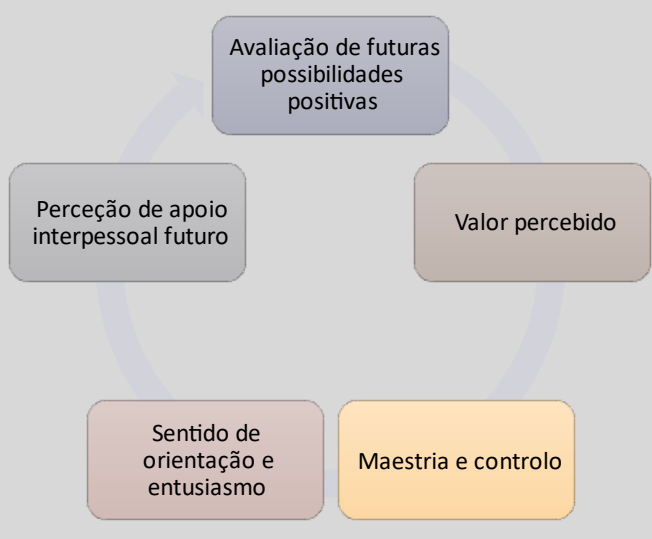 Avaliação de futuras
possibilidades
positivas
Valor percebido
Maestria e controlo
Sentido de
orientação e
entusiasmo
Perceção de apoio
interpessoal futuro